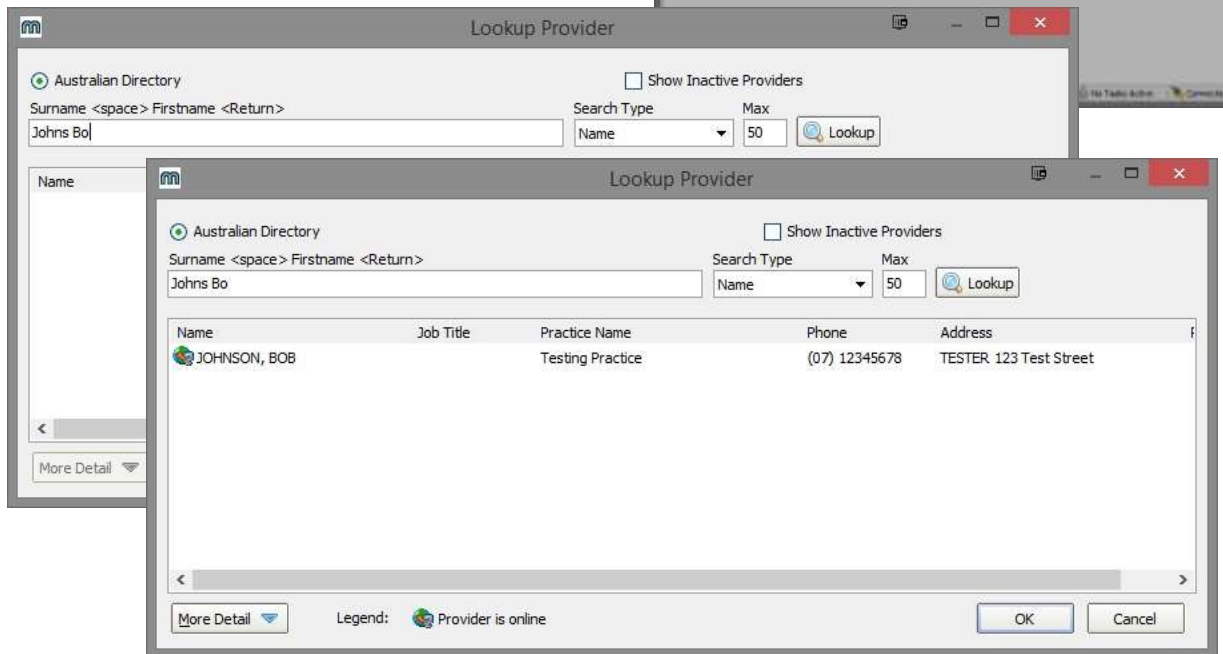 Lookup Provider
No Tasks Active
Australian Directory Show Inactive Providers
Surname <space> Firstname <Return> Search Type Max
Johns Bo Name 50 Lookup
Name
More Detail
Lookup Provider
Australian Directory Show Inactive Providers
Surname <space> Firstname <Return> Search Type Max
Johns Bo Name 50 Lookup
Name Job Title Practice Name Phone Address
JOHNSON, BOB Testing Practice (07) 12345678 TESTER 123 Test Street
More Detail Legend: Provider is online OK Cancel